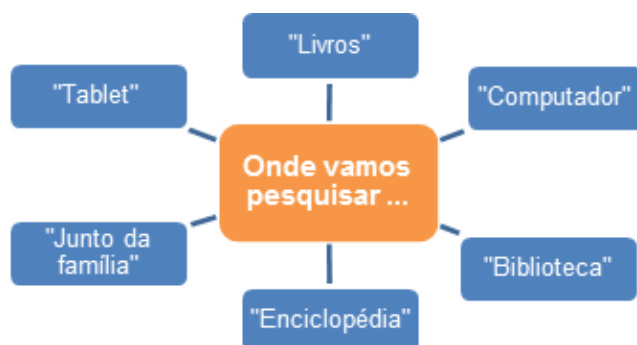 "Livros"
"Tablet"
"Computador"
Onde vamos
pesquisar ...
"Junto da
família"
"Biblioteca"
"Enciclopédia"